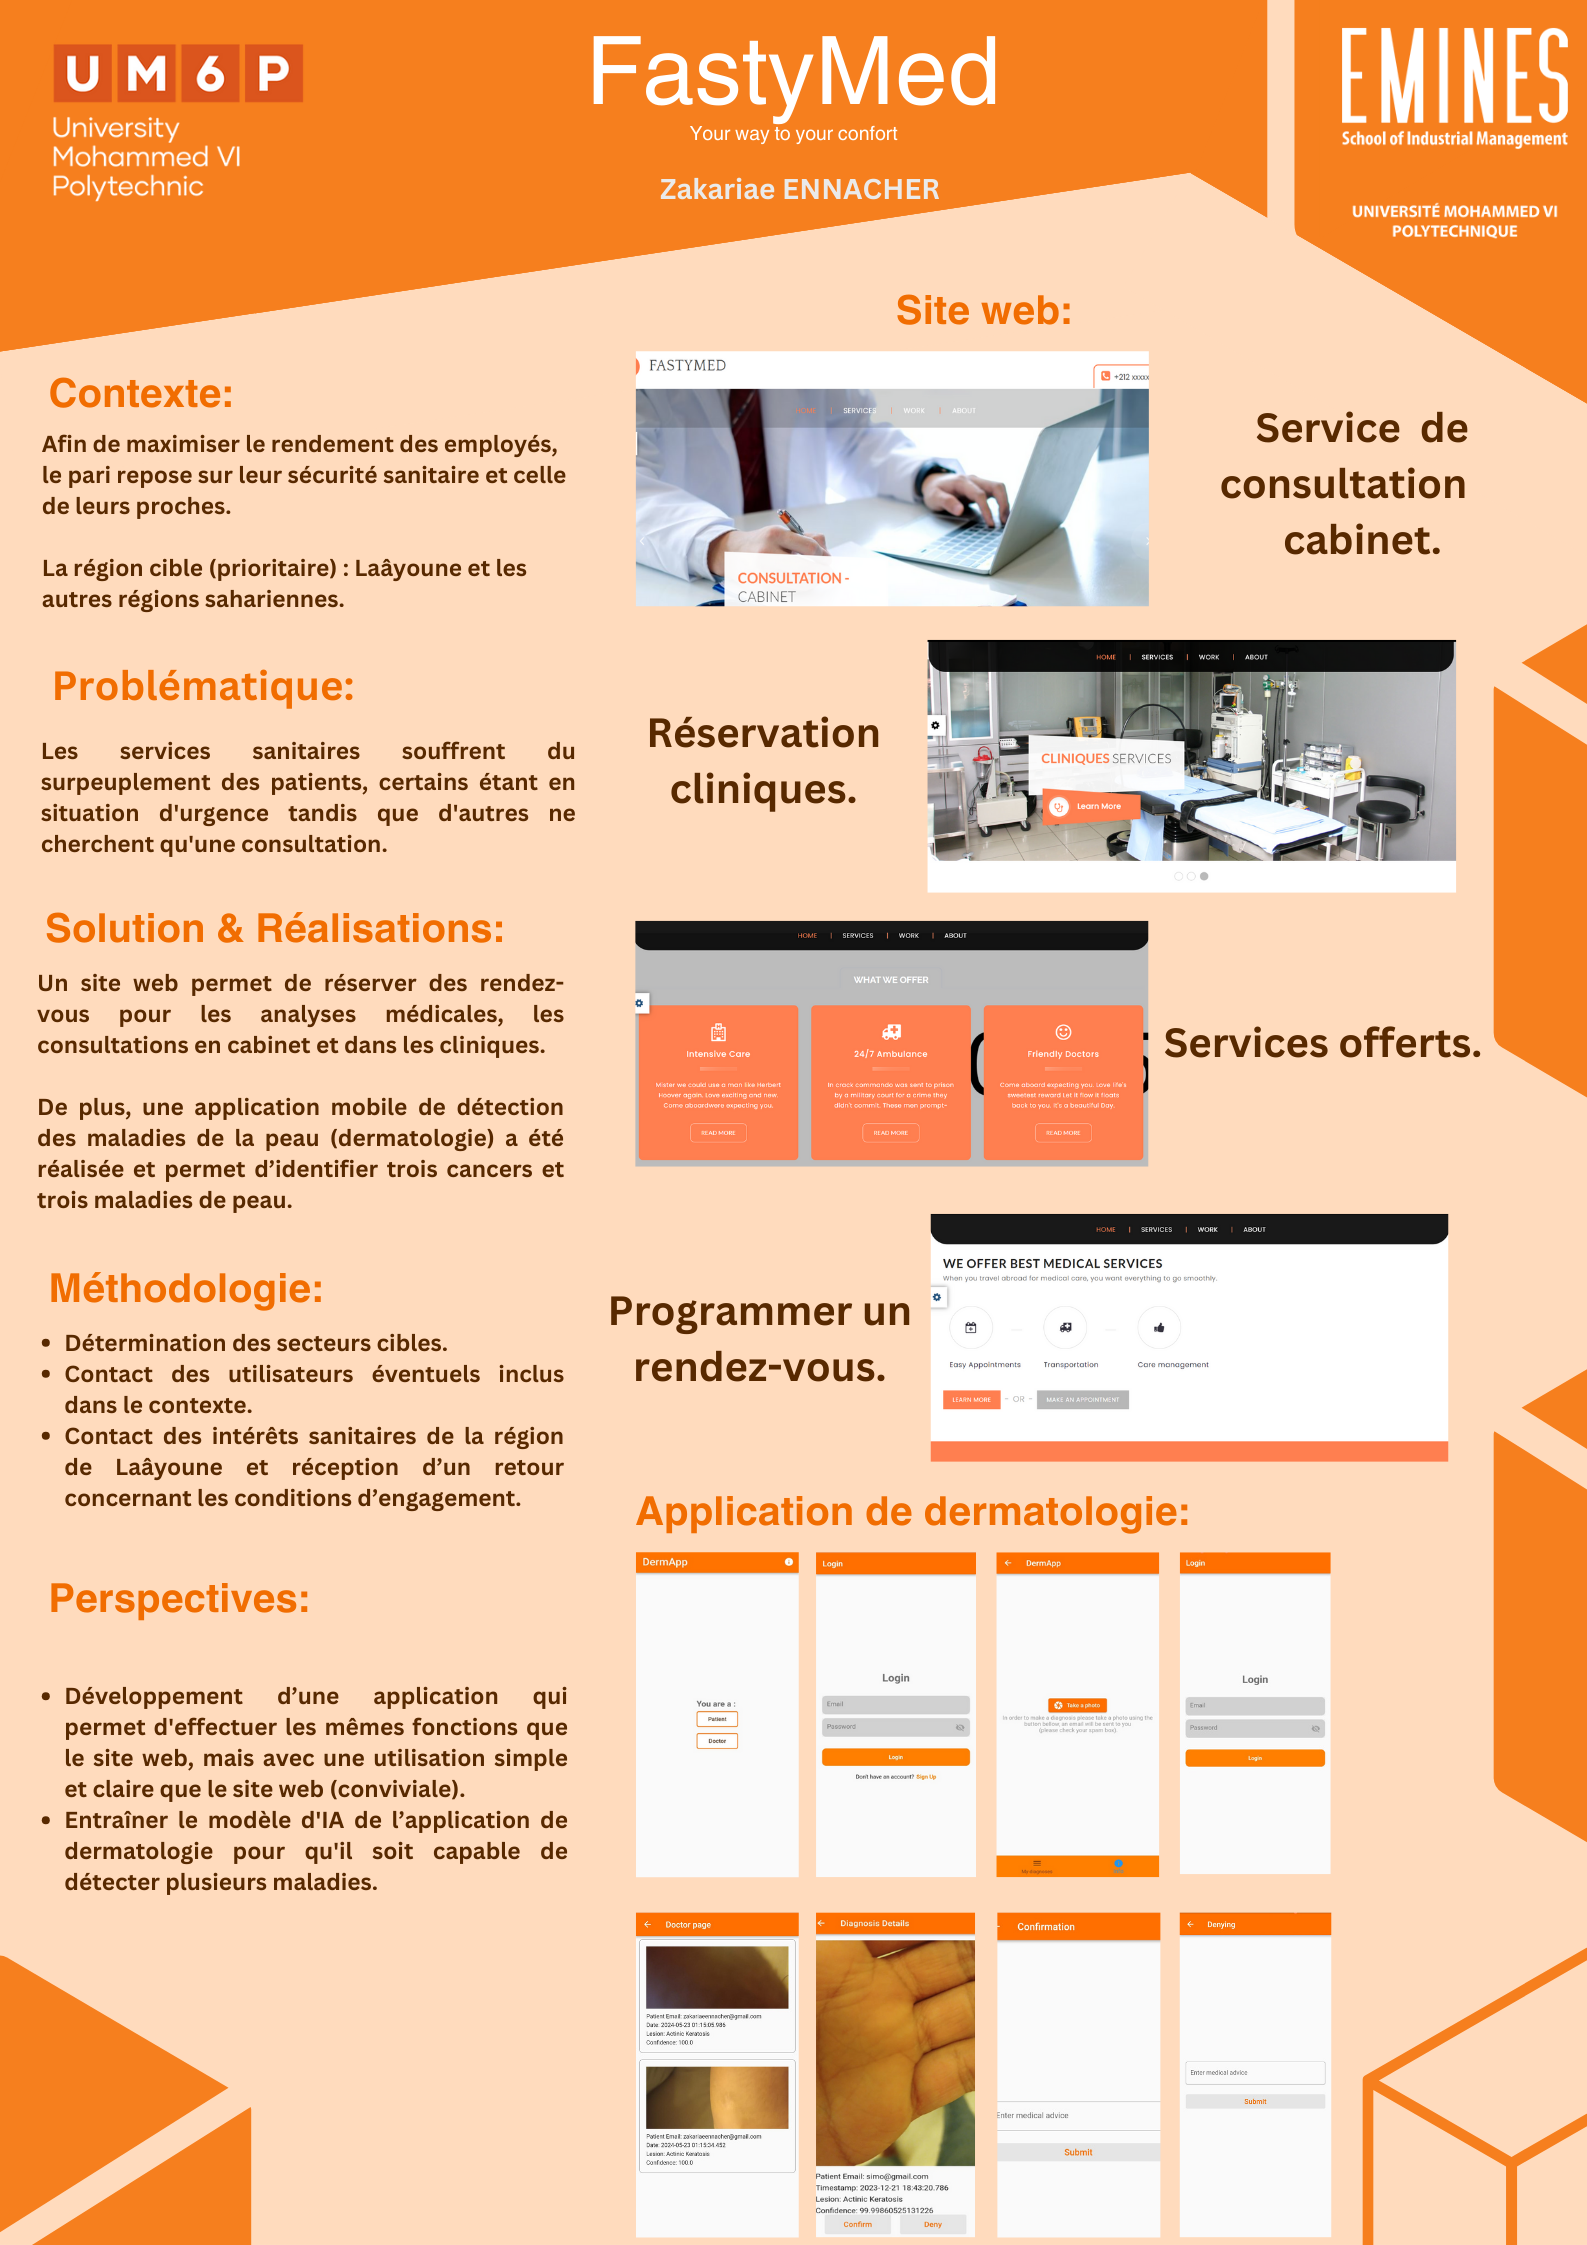 UM6P
University
Mohammed VI
Polytechnic
FastyMed
Your way to your confort
Zakariae ENNACHER
EMINES
School of Industrial Management
UNIVERSITÉ MOHAMMED VI
POLYTECHNIQUE
Contexte:
Afin de maximiser le rendement des employés,
le pari repose sur leur sécurité sanitaire et celle
de leurs proches.
La région cible (prioritaire) : Laâyoune et les
autres régions sahariennes.
Problématique:
Les services sanitaires souffrent du
surpeuplement des patients, certains étant en
situation d'urgence tandis que d'autres ne
cherchent qu'une consultation.
Solution & Réalisations:
Un site web permet de réserver des rendez-
vous pour les analyses médicales, les
consultations en cabinet et dans les cliniques.
De plus, une application mobile de détection
des maladies de la peau (dermatologie) a été
réalisée et permet d’identifier trois cancers et
trois maladies de peau.
Méthodologie:
• Détermination des secteurs cibles.
• Contact des utilisateurs éventuels inclus
dans le contexte.
• Contact des intérêts sanitaires de la région
de Laâyoune et réception d’un retour
concernant les conditions d’engagement.
Perspectives:
• Développement d’une application qui
permet d'effectuer les mêmes fonctions que
le site web, mais avec une utilisation simple
et claire que le site web (conviviale).
• Entraîner le modèle d'IA de l’application de
dermatologie pour qu'il soit capable de
détecter plusieurs maladies.
Site web:
FASTYMED
+212 xxxxx
HOME | SERVICES | WORK | ABOUT
CONSULTATION -
CABINET
Service de
consultation
cabinet.
Réservation
cliniques.
HOME | SERVICES | WORK | ABOUT
CLINIQUES SERVICES
Learn More
HOME | SERVICES | WORK | ABOUT
WHAT WE OFFER
Intensive Care
Mister we could use a man like Herbert
Hoover again. Love exciting and new.
Come aboardwere expecting you.
READ MORE
24/7 Ambulance
In crack commando was sent to prison
by a military court for a crime they
didn't commit. These men prompt-
READ MORE
Friendly Doctors
Come aboard expecting you. Love life's
sweetest reward Let it flow it floats
back to you. It's a beautiful Day.
READ MORE
Services offerts.
Programmer un
rendez-vous.
HOME | SERVICES | WORK | ABOUT
WE OFFER BEST MEDICAL SERVICES
When you travel abroad for medical care, you want everything to go smoothly.
Easy Appointments Transportation Care management
LEARN MORE - OR - MAKE AN APPOINTMENT
Application de dermatologie:
DermApp
You are a :
Patient
Doctor
Login
Login
Email
Password
Login
Don't have an account? Sign Up
DermApp
Take a photo
In order to make a diagnosis please take a photo using the
button bellow, an email will be sent to you
(please check your spam box)
My diagnoses
Login
Login
Email
Password
Login
Doctor page
Patient Email: zakariaeennacher@gmail.com
Date: 2024-05-23 01:15:05.986
Lesion: Actinic Keratosis
Confidence: 100.0
Patient Email: zakariaeennacher@gmail.com
Date: 2024-05-23 01:15:34.452
Lesion: Actinic Keratosis
Confidence: 100.0
Diagnosis Details
Patient Email: simo@gmail.com
Timestamp: 2023-12-21 18:43:20.786
Lesion: Actinic Keratosis
Confidence: 99.99860525131226
Confirm Deny
Confirmation
Enter medical advice
Submit
Denying
Enter medical advice
Submit